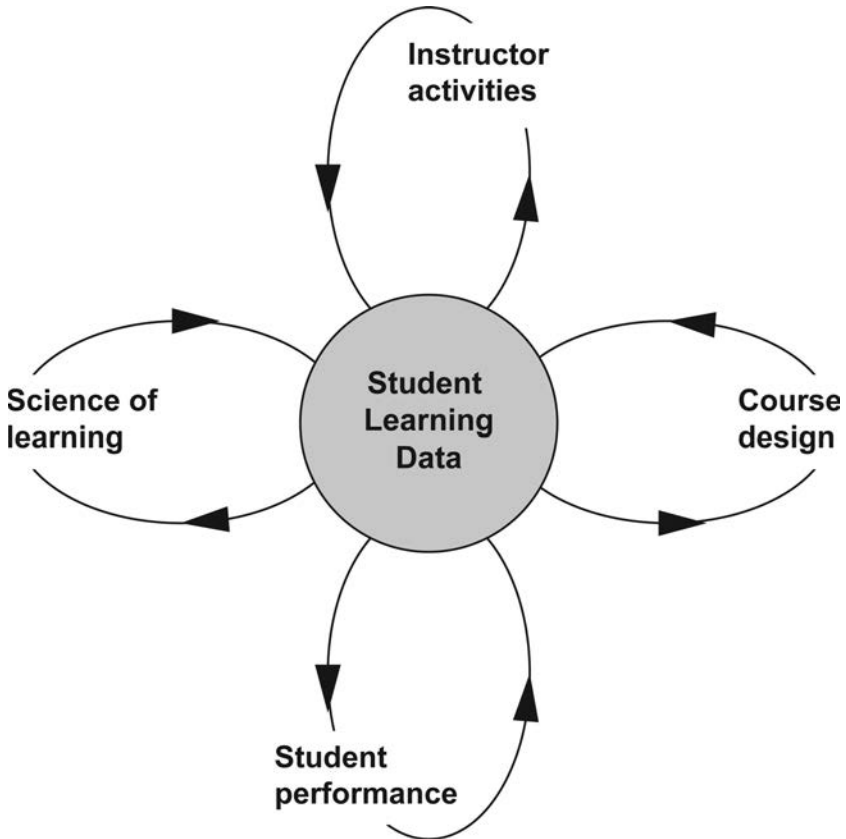 Instructor
activities
Science of
learning
Student
Learning
Data
Course
design
Student
performance